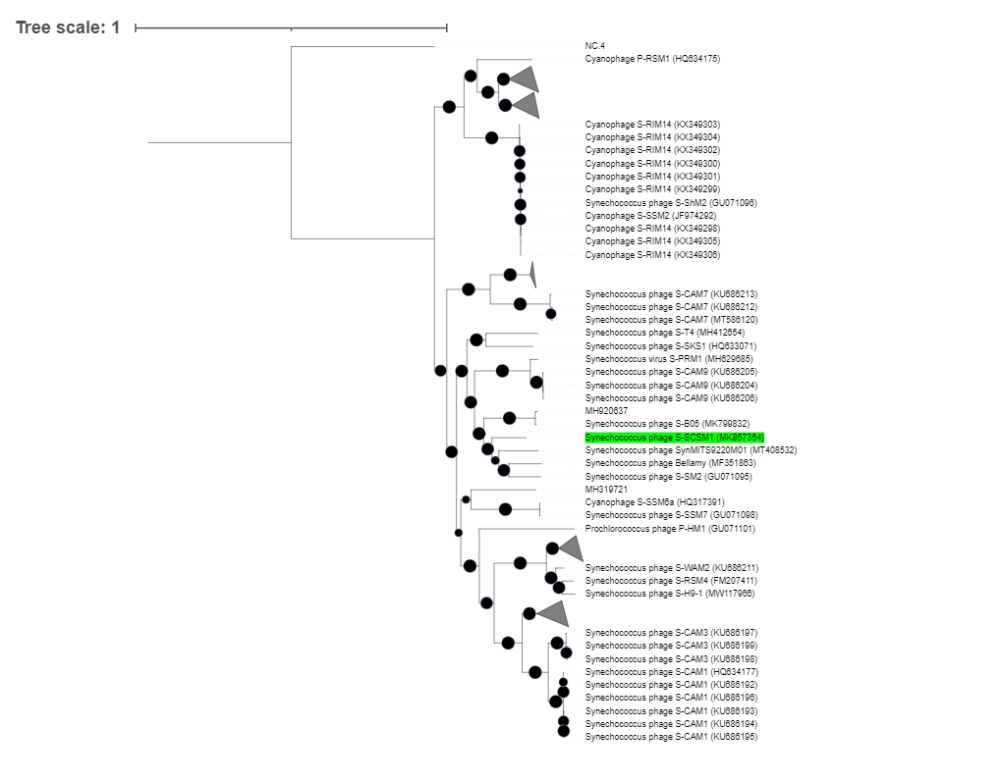 Tree scale: 1
NC.4
Cyanophage P-RSM1 (HQ634175)
Cyanophage S-RIM14 (KX349303)
Cyanophage S-RIM14 (KX349304)
Cyanophage S-RIM14 (KX349302)
Cyanophage S-RIM14 (KX349300)
Cyanophage S-RIM14 (KX349301)
Cyanophage S-RIM14 (KX349299)
Synechococcus phage S-ShM2 (GU071096)
Cyanophage S-SSM2 (JF974292)
Cyanophage S-RIM14 (KX349298)
Cyanophage S-RIM14 (KX349305)
Cyanophage S-RIM14 (KX349306)
Synechococcus phage S-CAM7 (KU686213)
Synechococcus phage S-CAM7 (KU686212)
Synechococcus phage S-CAM7 (MT586120)
Synechococcus phage S-T4 (MH412654)
Synechococcus phage S-SKS1 (HQ633071)
Synechococcus virus S-PRM1 (MH629685)
Synechococcus phage S-CAM9 (KU686205)
Synechococcus phage S-CAM9 (KU686204)
Synechococcus phage S-CAM9 (KU686206)
MH920637
Synechococcus phage S-B05 (MK799832)
Synechococcus phage S-SCSM1 (MK867354)
Synechococcus phage SynMITS9220M01 (MT408532)
Synechococcus phage Bellamy (MF351863)
Synechococcus phage S-SM2 (GU071095)
MH319721
Cyanophage S-SSM6a (HQ317391)
Synechococcus phage S-SSM7 (GU071098)
Prochlorococcus phage P-HM1 (GU071101)
Synechococcus phage S-WAM2 (KU686211)
Synechococcus phage S-RSM4 (FM207411)
Synechococcus phage S-H9-1 (MW117966)
Synechococcus phage S-CAM3 (KU686197)
Synechococcus phage S-CAM3 (KU686199)
Synechococcus phage S-CAM3 (KU686198)
Synechococcus phage S-CAM1 (HQ634177)
Synechococcus phage S-CAM1 (KU686192)
Synechococcus phage S-CAM1 (KU686196)
Synechococcus phage S-CAM1 (KU686193)
Synechococcus phage S-CAM1 (KU686194)
Synechococcus phage S-CAM1 (KU686195)